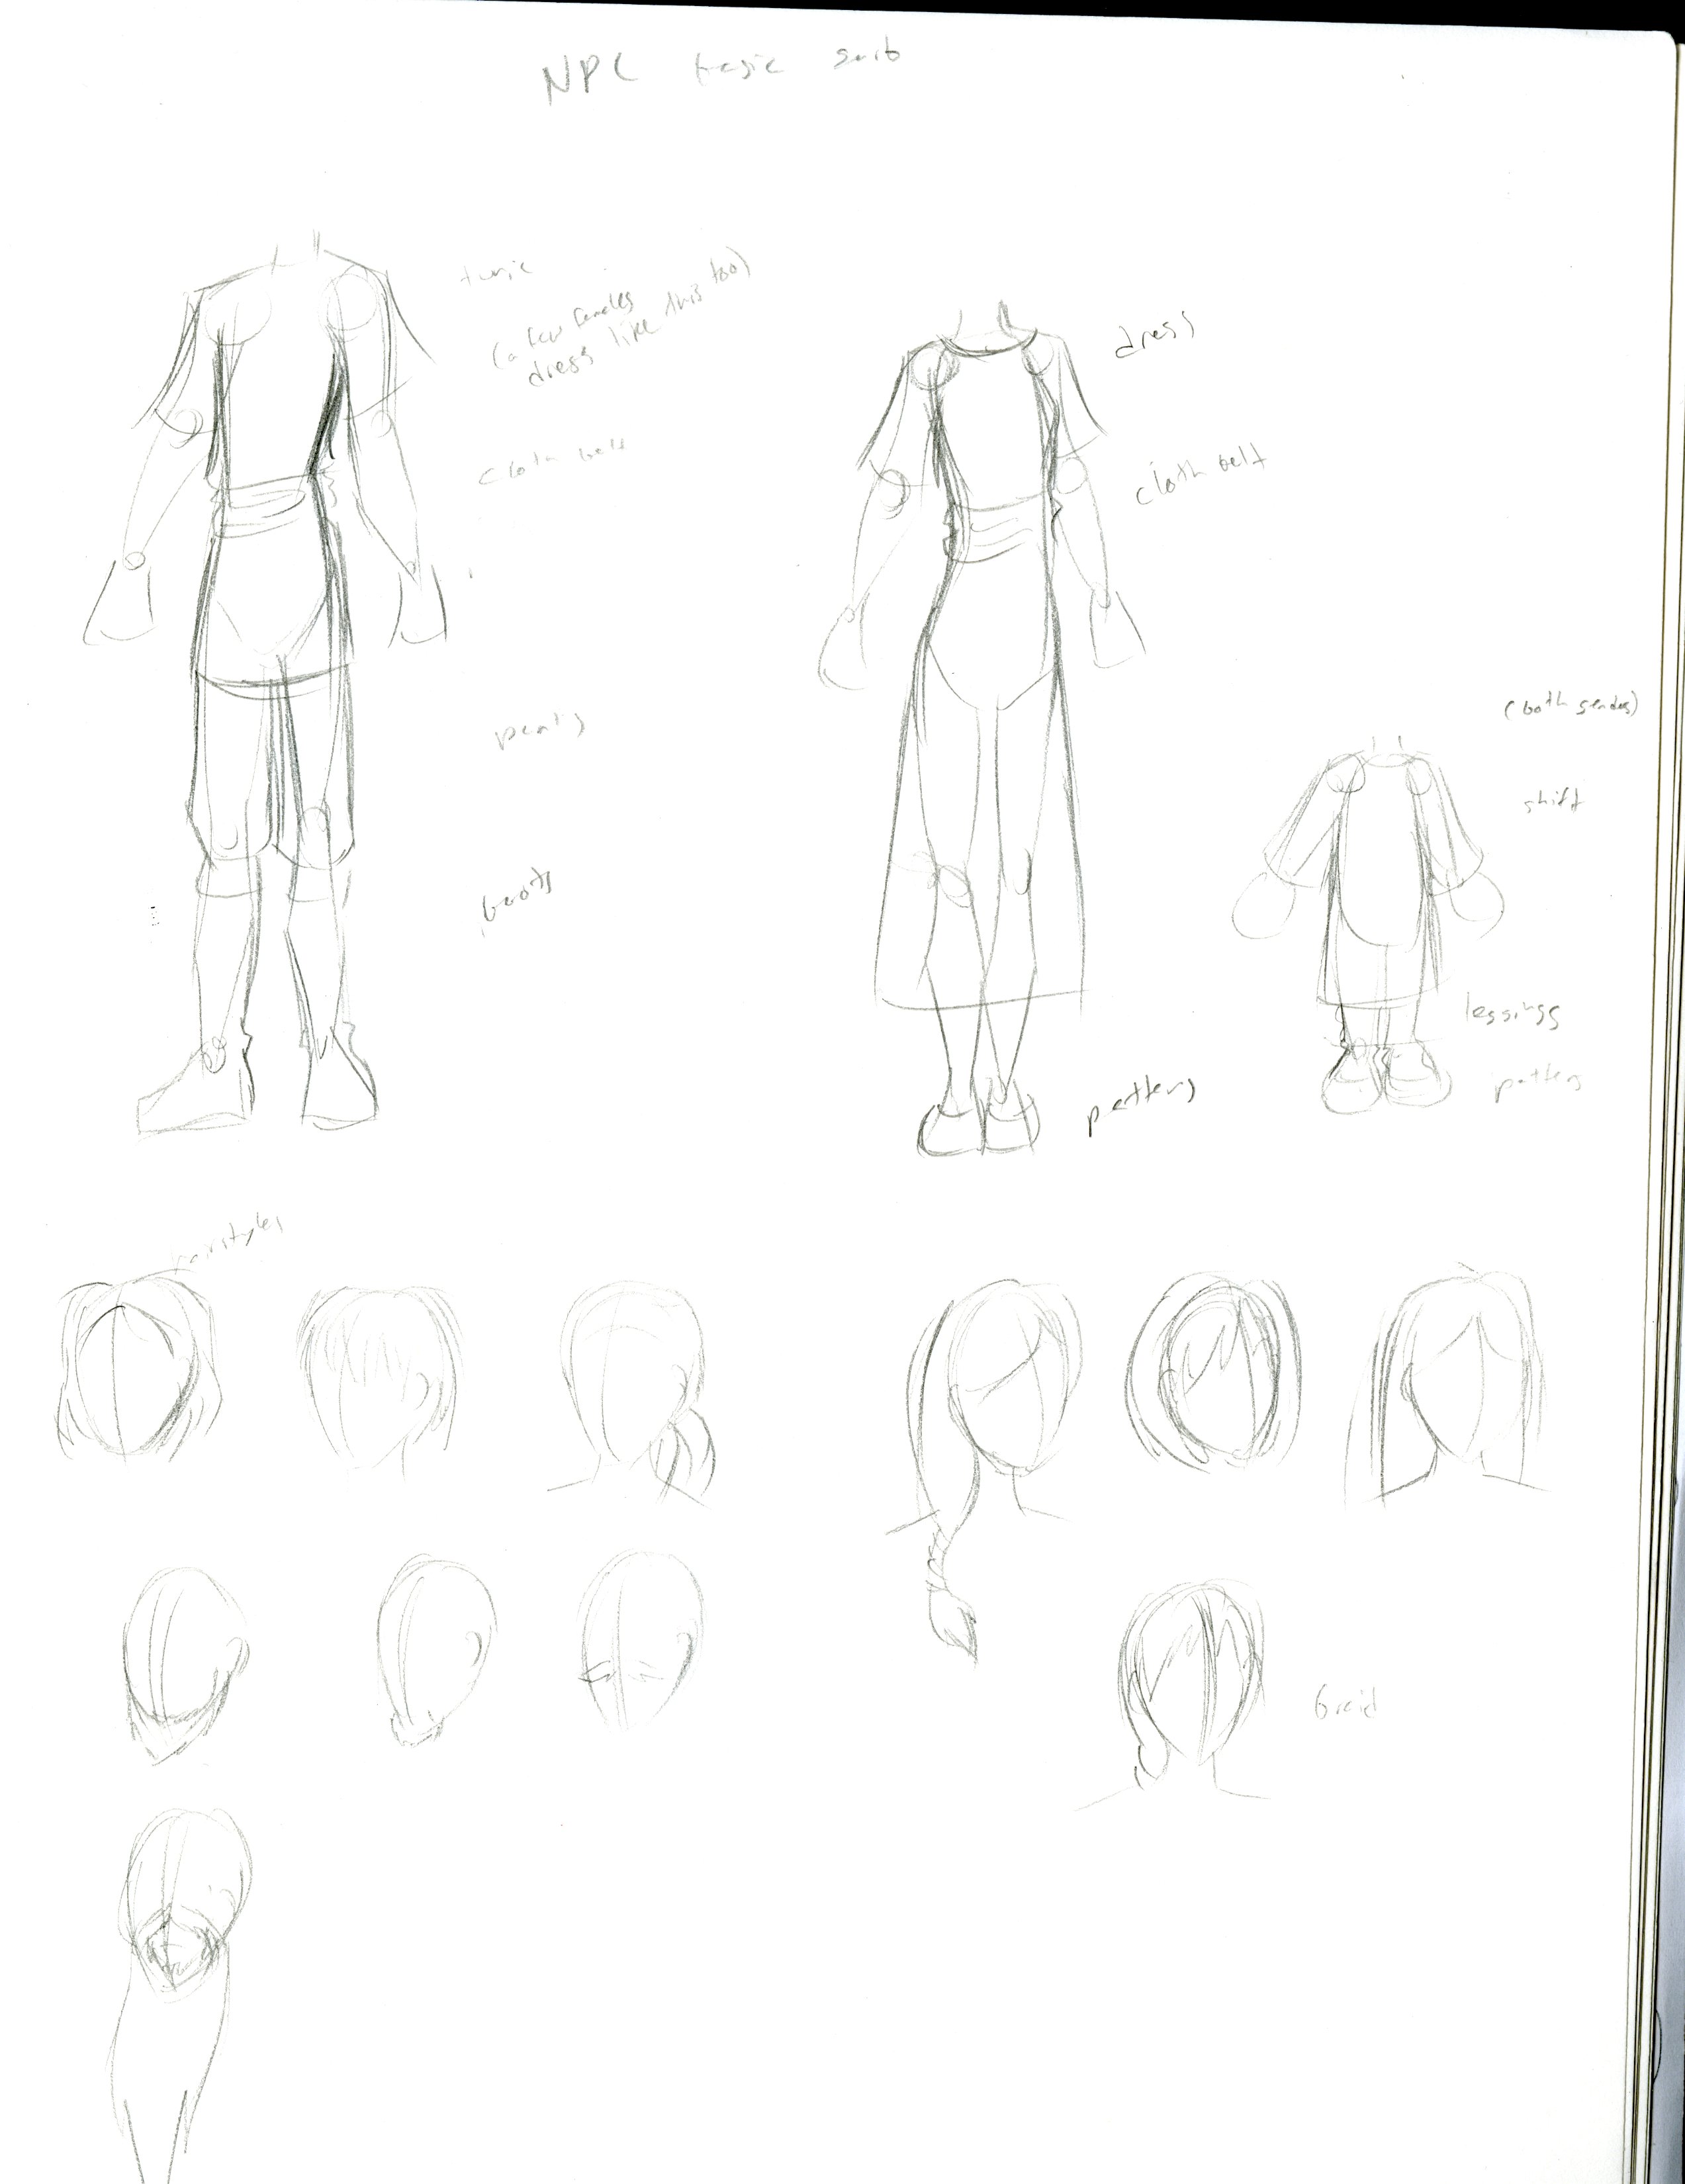 NPC basic
tunic
(a few females
dress like this too)
cloth belt
pants
boots
dress
cloth belt
pattens
(both genders)
shift
leggings
pattens
hairstyles
braid